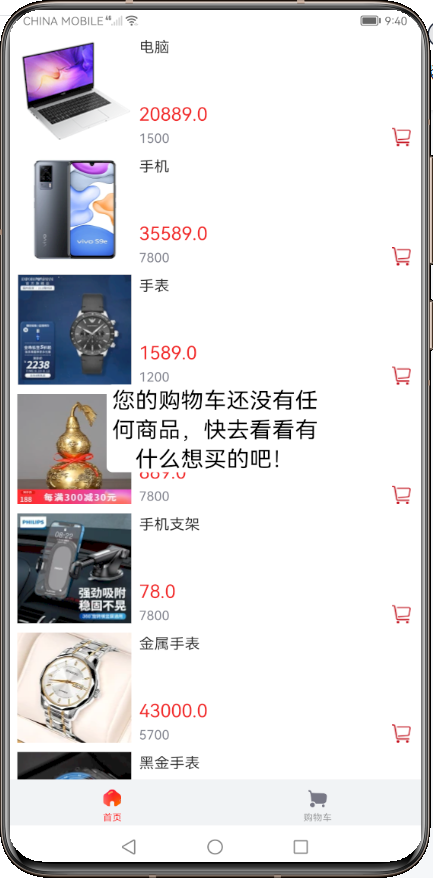 CHINA MOBILE
9:40
电脑
20889.0
1500
手机
35589.0
7800
vivo S9e
手表
1589.0
1200
2238
您的购物车还没有任
何商品，快去看看有
什么想买的吧！
7800
188
每满300减30元
手机支架
PHILIPS
08:22
强劲吸附
稳固不晃
78.0
7800
金属手表
43000.0
5700
黑金手表
首页
购物车